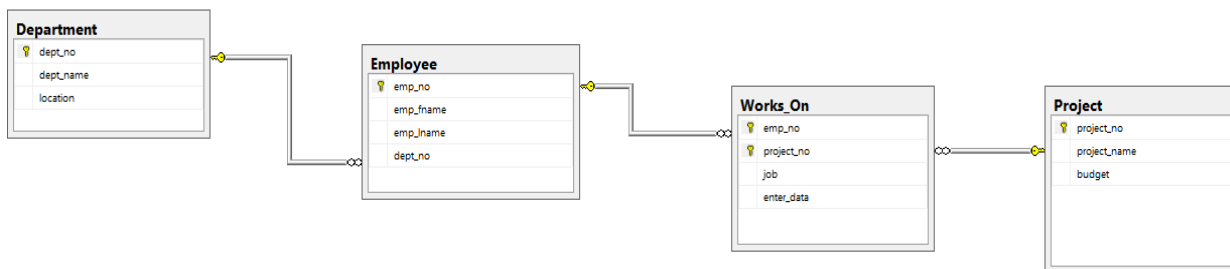 Department
dept_no
dept_name
location
Employee
emp_no
emp_fname
emp_lname
dept_no
Works_On
emp_no
project_no
job
enter_data
Project
project_no
project_name
budget